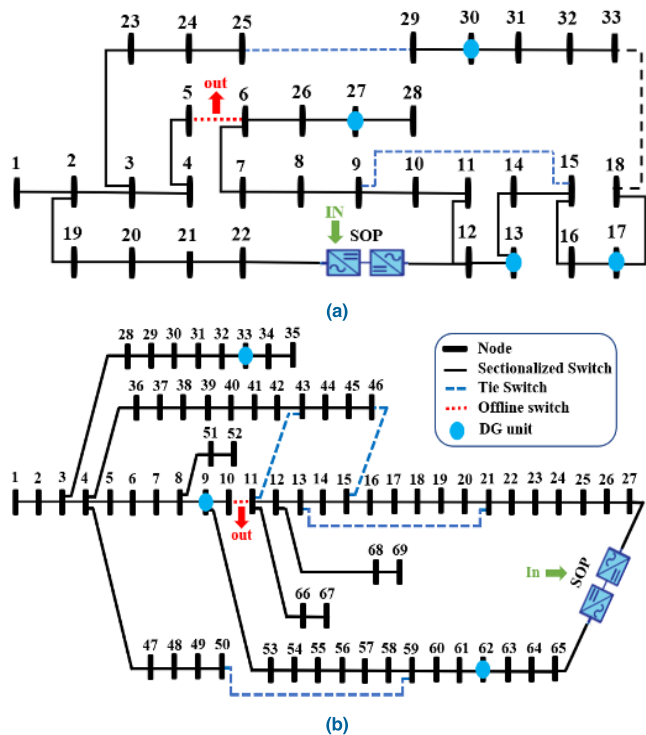 23 24 25 29 30 31 32 33
out
5 6 26 27 28
1 2 3 4 7 8 9 10 11 14 15 18
IN
SOP
19 20 21 22 12 13 16 17
(a)
28 29 30 31 32 33 34 35
36 37 38 39 40 41 42 43 44 45 46
51 52
1 2 3 4 5 6 7 8 9 10 11 12 13 14 15 16 17 18 19 20 21 22 23 24 25 26 27
out
68 69
In SOP
66 67
47 48 49 50 53 54 55 56 57 58 59 60 61 62 63 64 65
Node
Sectionalized Switch
Tie Switch
Offline switch
DG unit
(b)